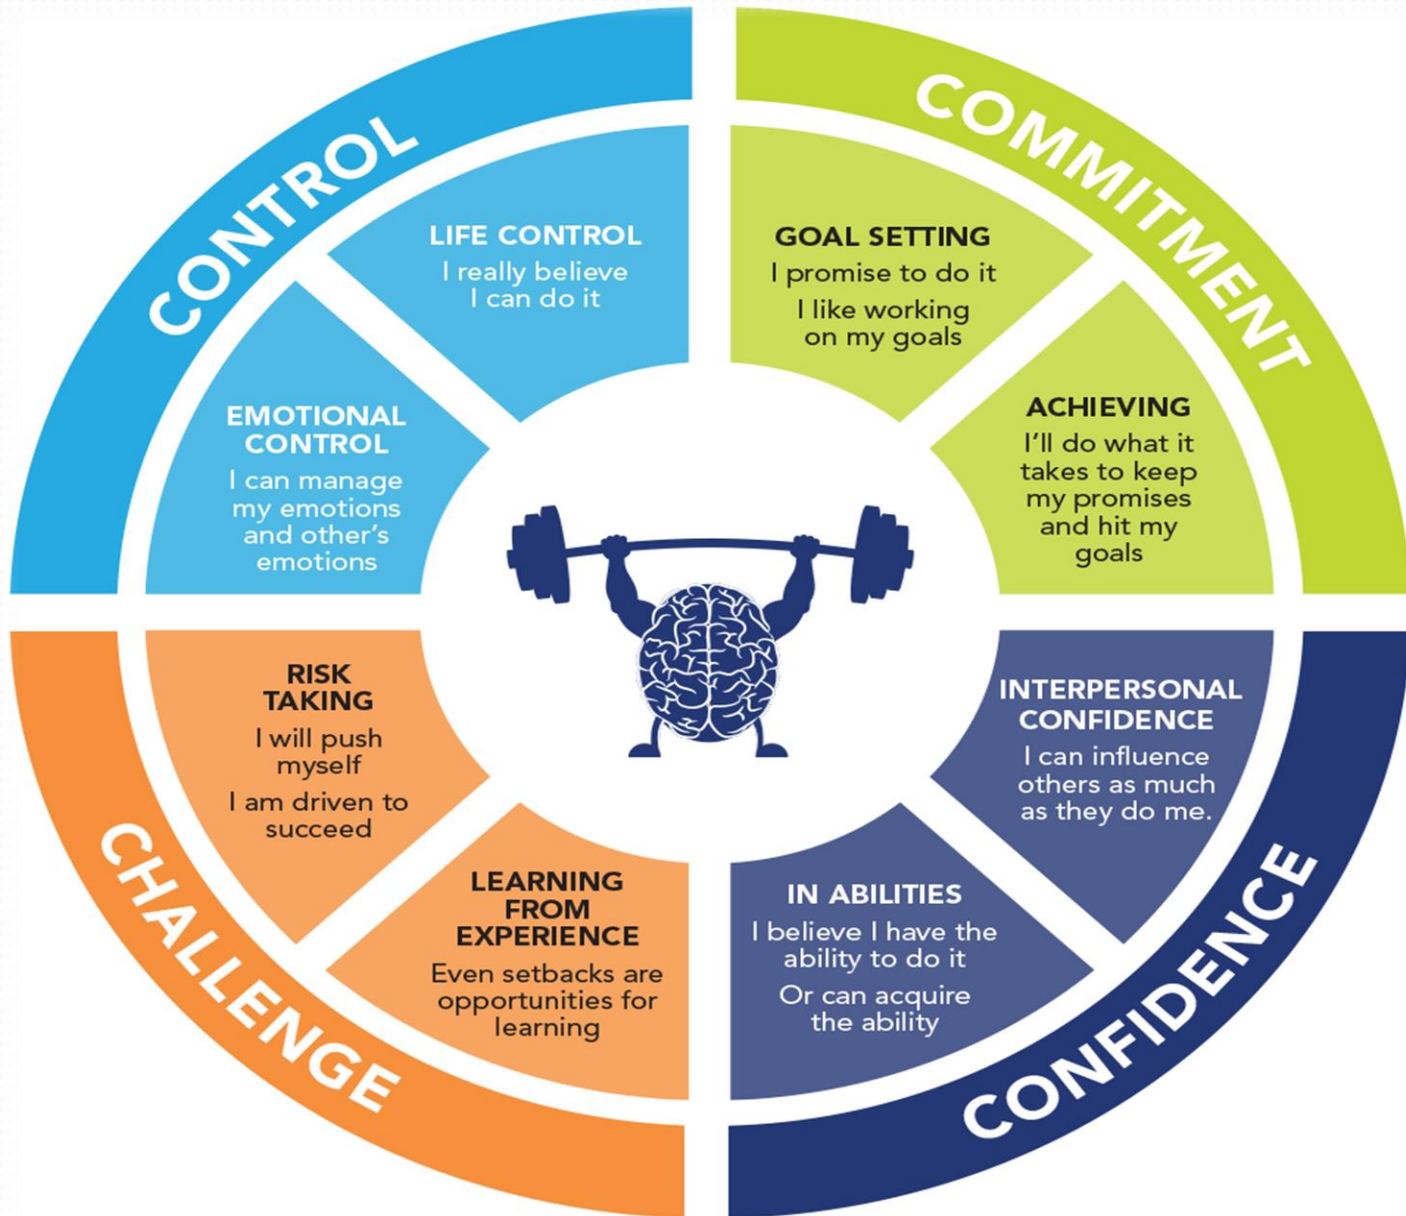 CONTROL
LIFE CONTROL
I really believe
I can do it
EMOTIONAL
CONTROL
I can manage
my emotions
and other's
emotions
COMMITMENT
GOAL SETTING
I promise to do it
I like working
on my goals
ACHIEVING
I'll do what it
takes to keep
my promises
and hit my
goals
CHALLENGE
RISK
TAKING
I will push
myself
I am driven to
succeed
LEARNING
FROM
EXPERIENCE
Even setbacks are
opportunities for
learning
CONFIDENCE
INTERPERSONAL
CONFIDENCE
I can influence
others as much
as they do me.
IN ABILITIES
I believe I have the
ability to do it
Or can acquire
the ability